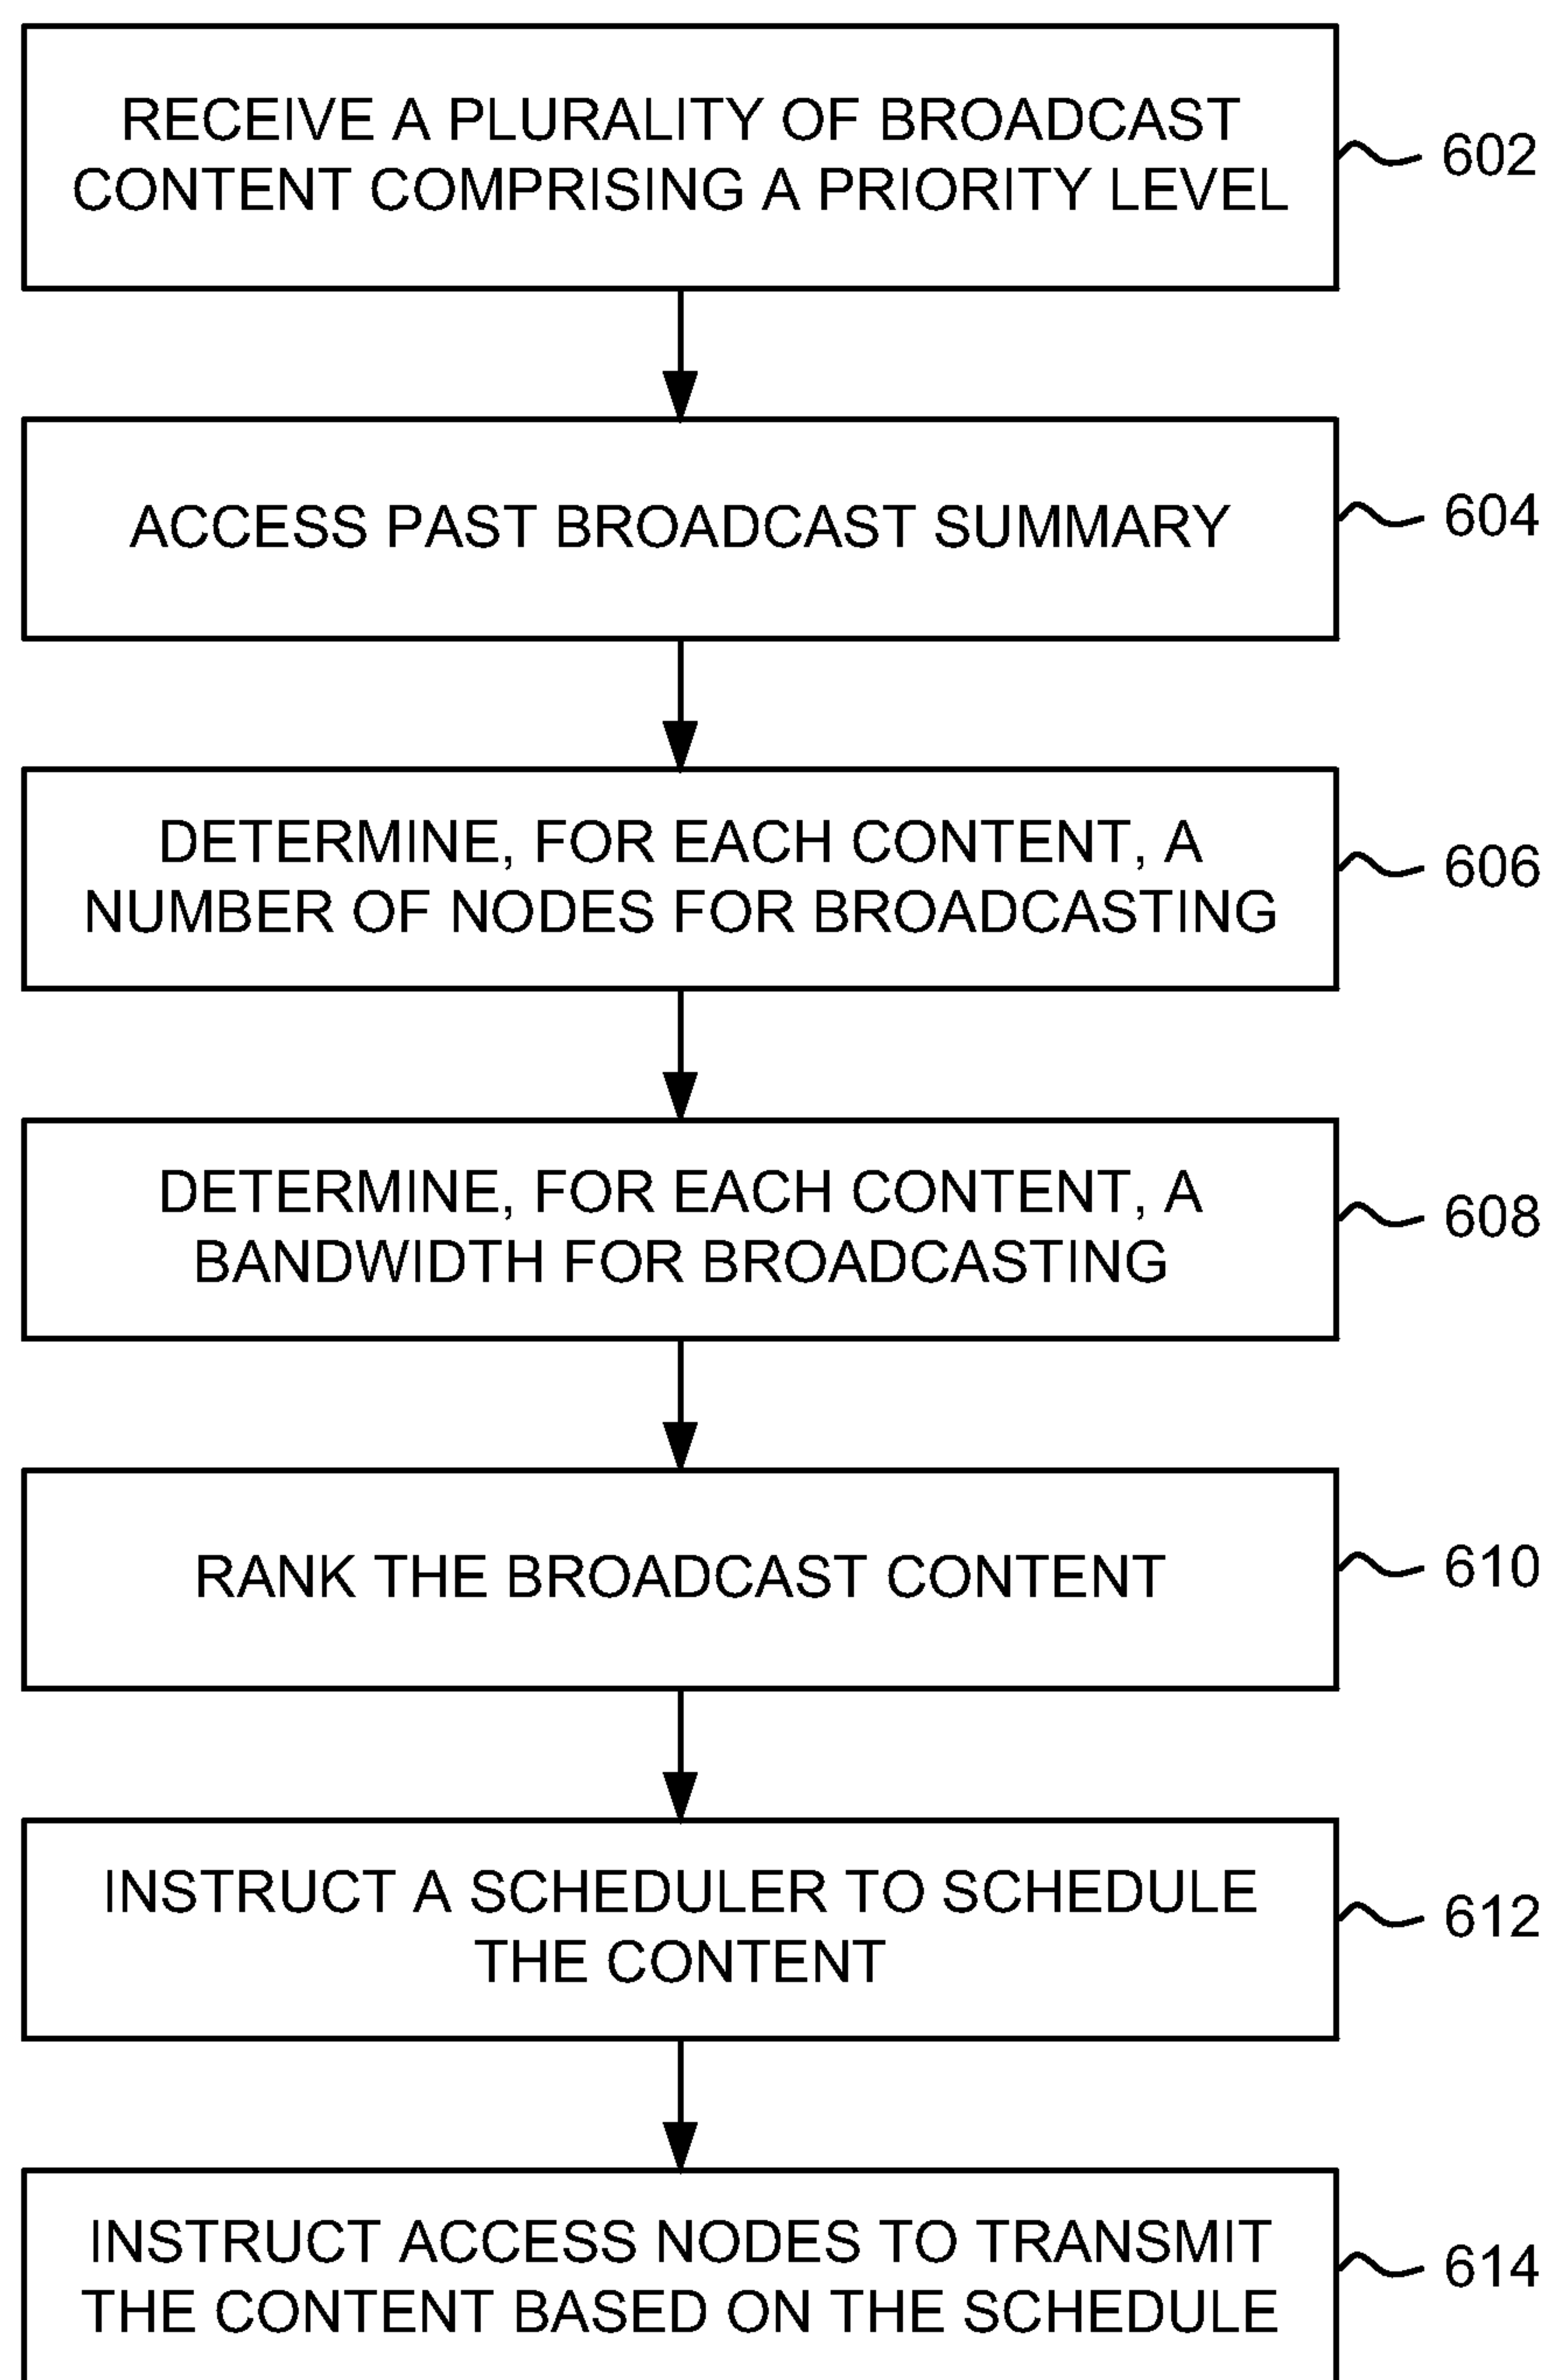 RECEIVE A PLURALITY OF BROADCAST
CONTENT COMPRISING A PRIORITY LEVEL
602
ACCESS PAST BROADCAST SUMMARY
604
DETERMINE, FOR EACH CONTENT, A
NUMBER OF NODES FOR BROADCASTING
606
DETERMINE, FOR EACH CONTENT, A
BANDWIDTH FOR BROADCASTING
608
RANK THE BROADCAST CONTENT
610
INSTRUCT A SCHEDULER TO SCHEDULE
THE CONTENT
612
INSTRUCT ACCESS NODES TO TRANSMIT
THE CONTENT BASED ON THE SCHEDULE
614